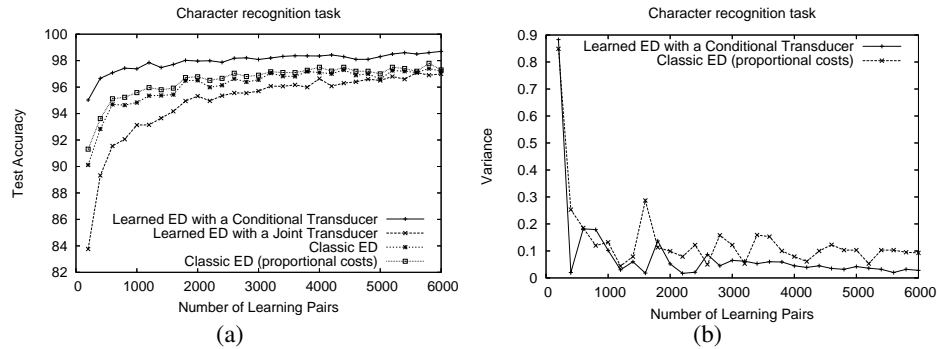 Character recognition task
100
98
96
94
92
90
88
86
84
82
Test Accuracy
Learned ED with a Conditional Transducer
Learned ED with a Joint Transducer
Classic ED
Classic ED (proportional costs)
0 1000 2000 3000 4000 5000 6000
Number of Learning Pairs
(a)
Character recognition task
0.9
0.8
0.7
0.6
0.5
0.4
0.3
0.2
0.1
0
Variance
Learned ED with a Conditional Transducer
Classic ED (proportional costs)
0 1000 2000 3000 4000 5000 6000
Number of Learning Pairs
(b)